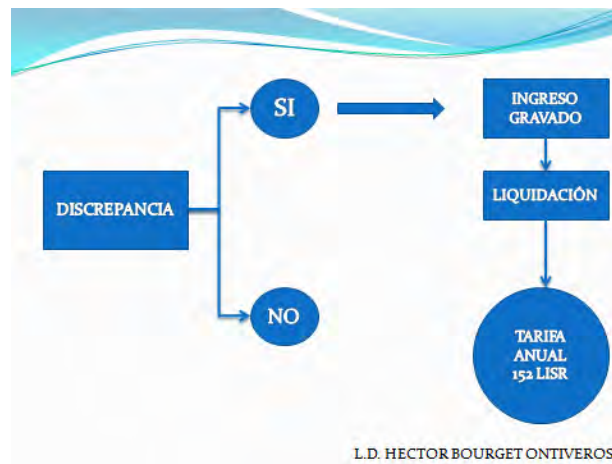 SI
INGRESO
GRAVADO
DISCREPANCIA
LIQUIDACIÓN
NO
TARIFA
ANUAL
152 LISR
L.D. HECTOR BOURGET ONTIVEROS